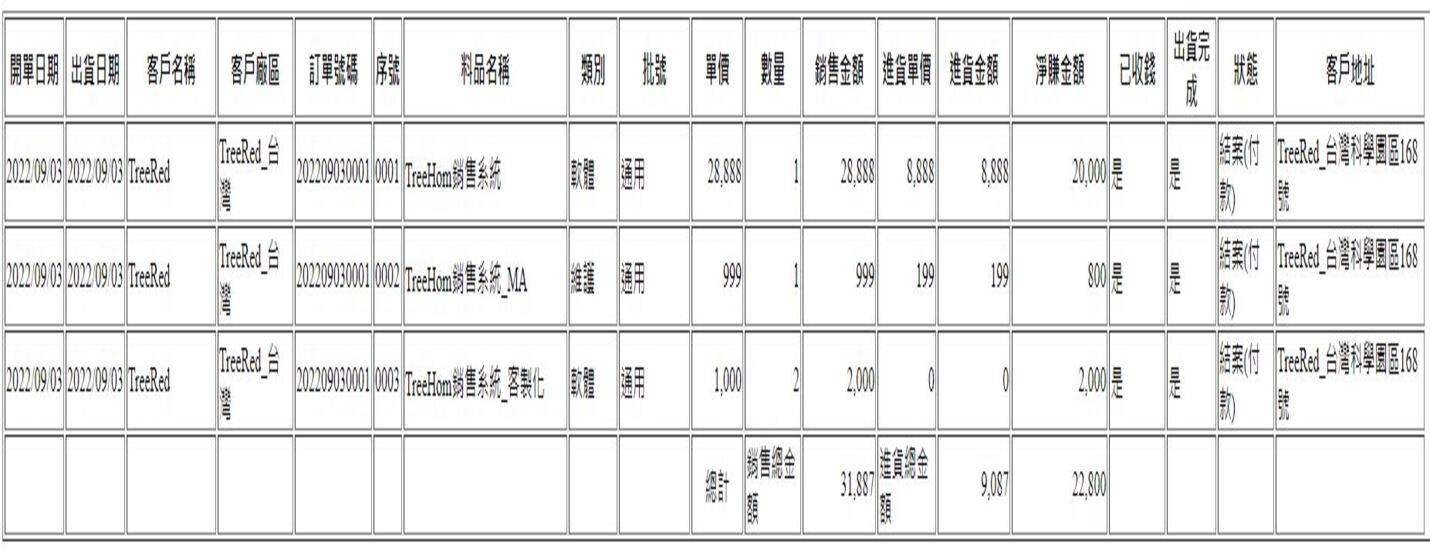 開單日期 出貨日期 客戶名稱 客戶廠區 訂單號碼 序號 料品名稱 類別 批號 單價 數量 銷售金額 進貨單價 進貨金額 淨賺金額 已收錢 出貨完成 狀態 客戶地址
2022/09/03 2022/09/03 TreeRed TreeRed_台灣 202209030001 0001 TreeHom銷售系統 軟體 通用 28,888 1 28,888 8,888 8,888 20,000 是 是 結案(付款) TreeRed_台灣科學園區168號
2022/09/03 2022/09/03 TreeRed TreeRed_台灣 202209030001 0002 TreeHom銷售系統_MA 維護 通用 999 1 999 199 199 800 是 是 結案(付款) TreeRed_台灣科學園區168號
2022/09/03 2022/09/03 TreeRed TreeRed_台灣 202209030001 0003 TreeHom銷售系統_客製化 軟體 通用 1,000 2 2,000 0 0 2,000 是 是 結案(付款) TreeRed_台灣科學園區168號
總計 銷售總金額 31,887 進貨總金額 9,087 22,800